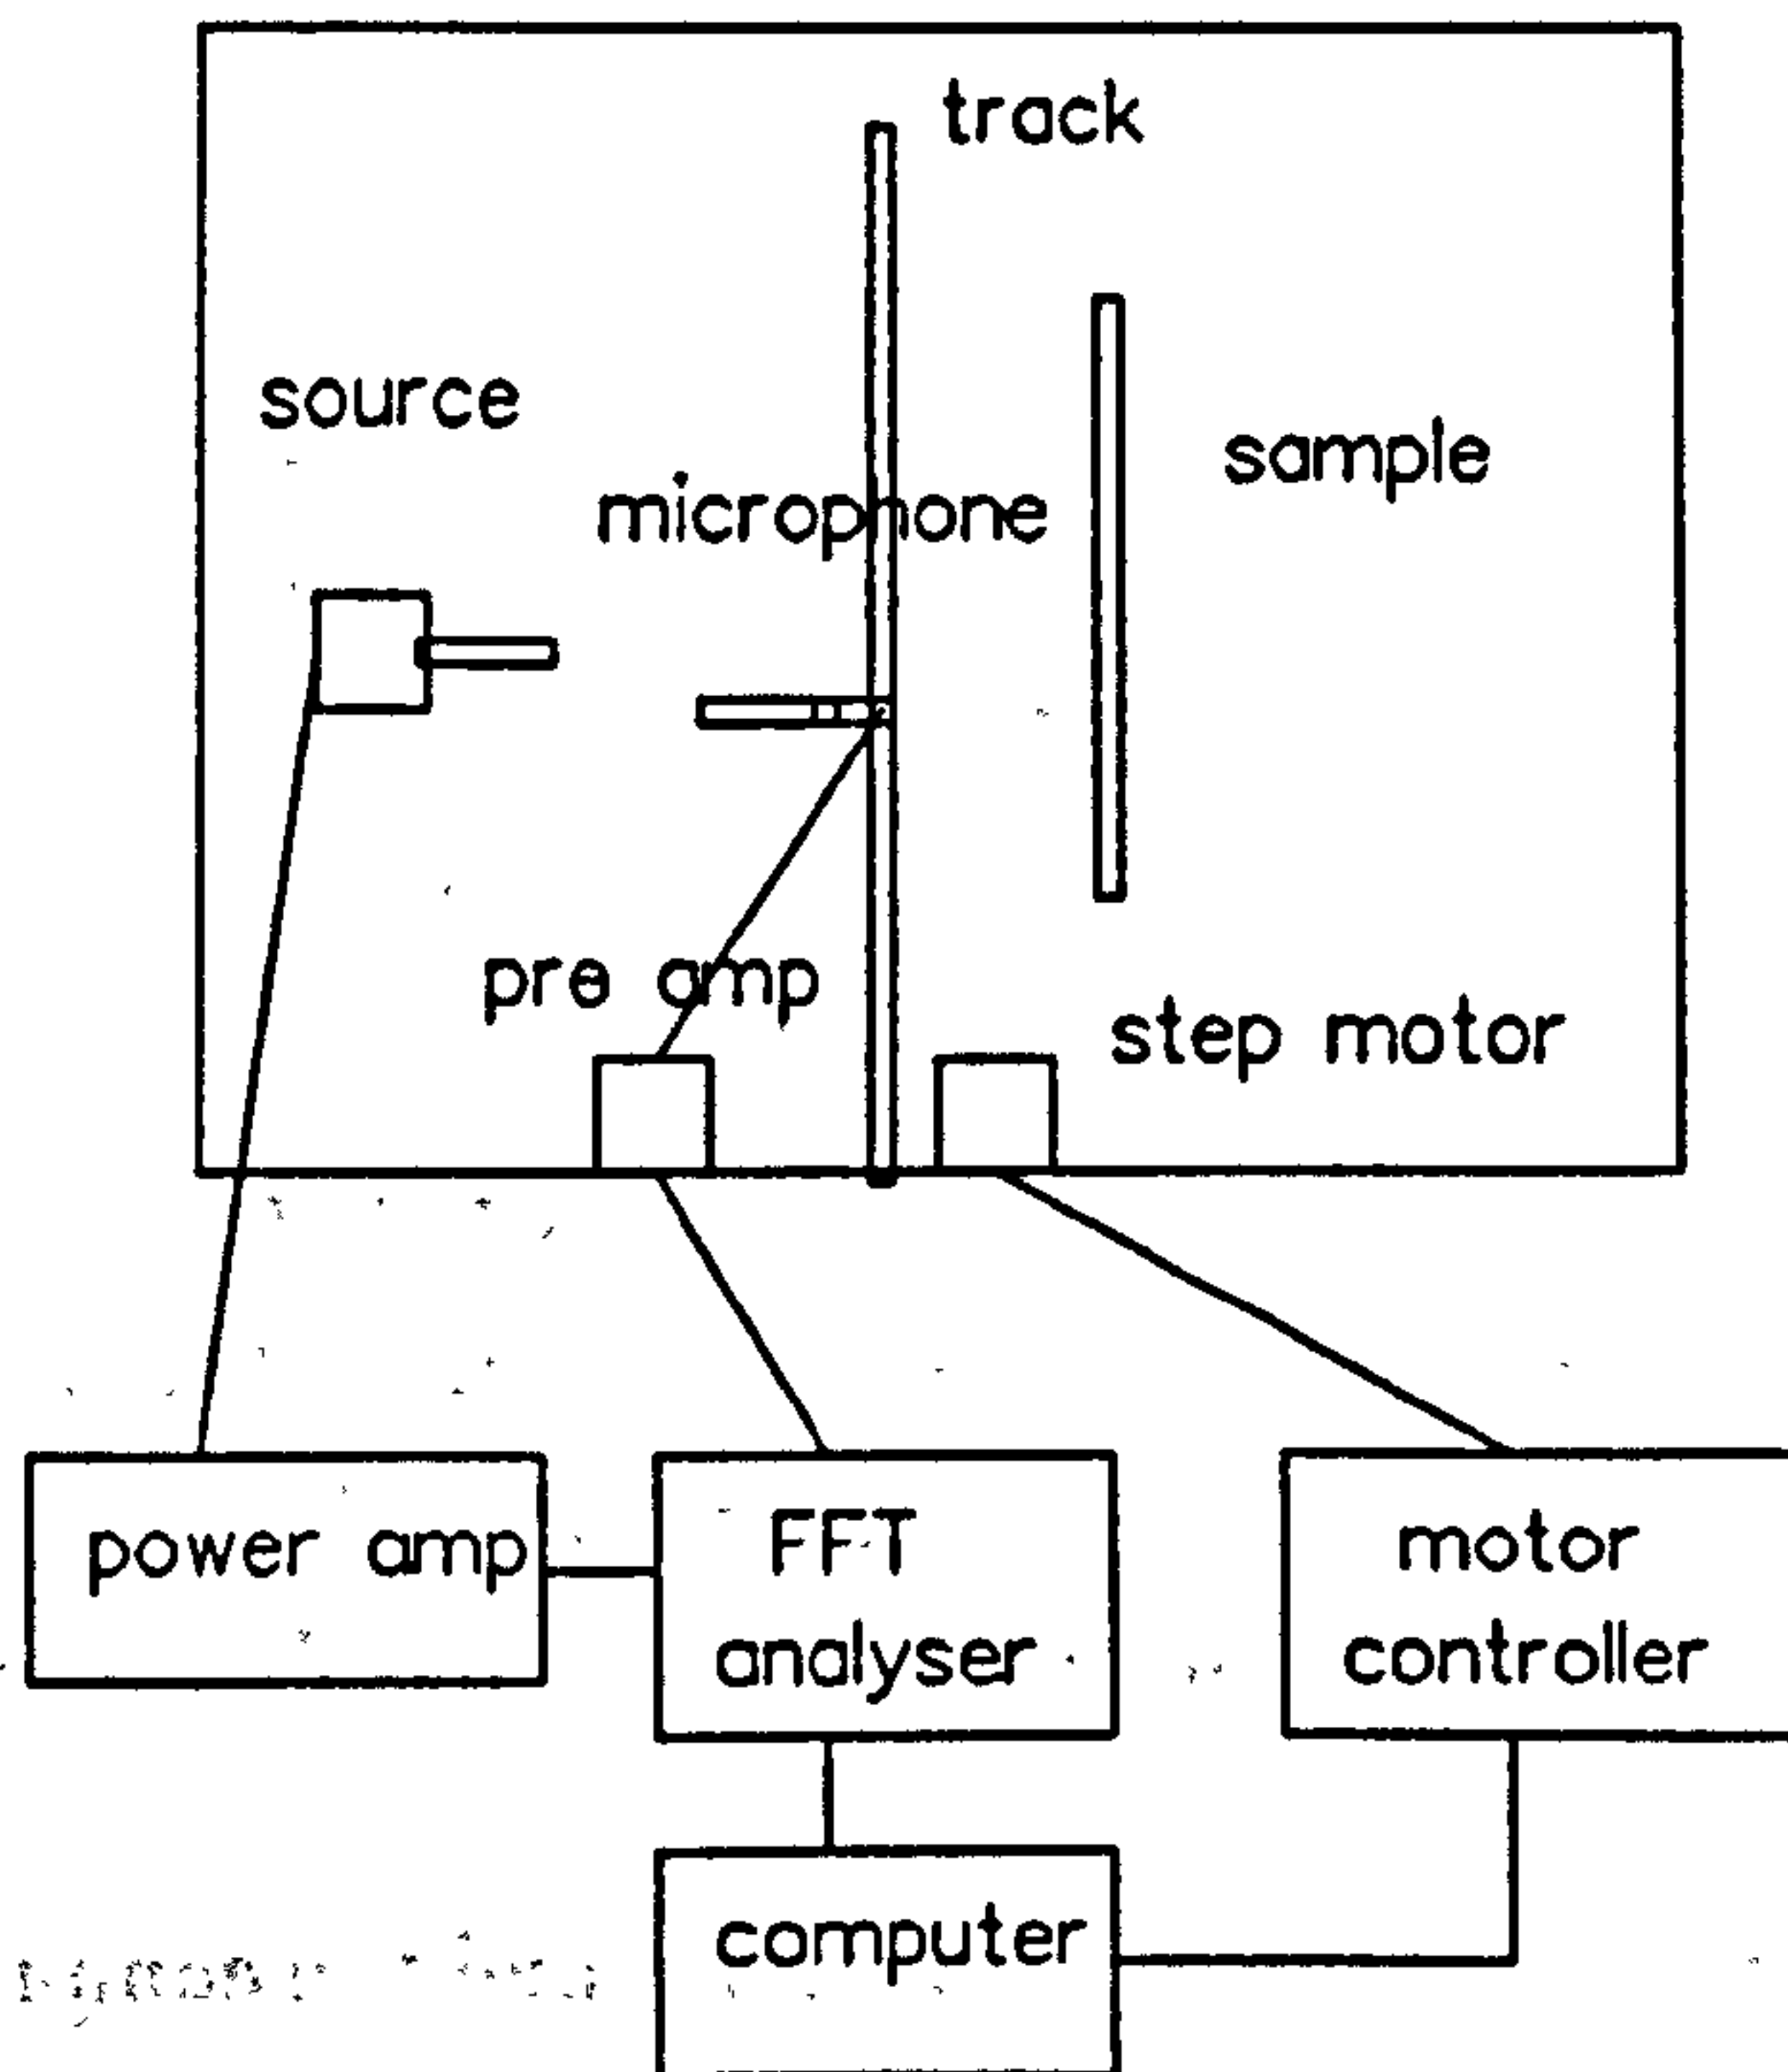 track
source
sample
microphone
pre amp
step motor
power amp
FFT
analyser
motor
controller
computer